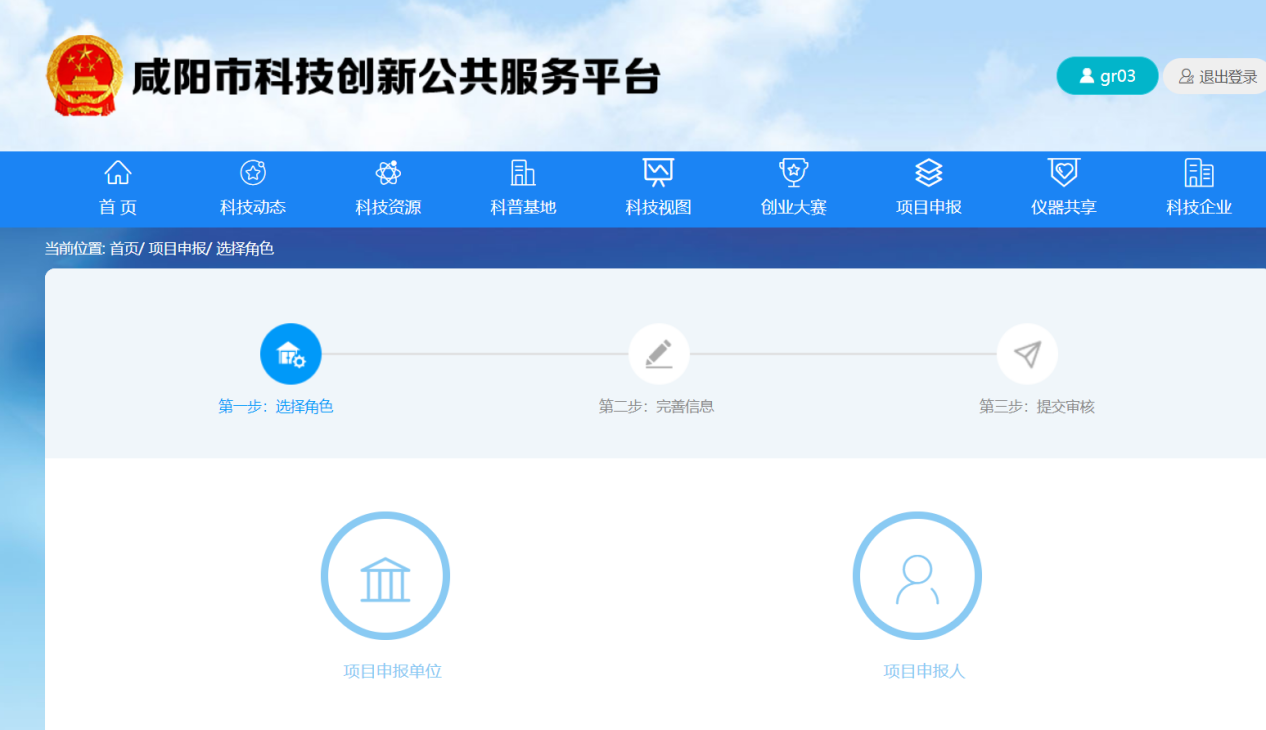 咸阳市科技创新公共服务平台
gr03
退出登录
首 页
科技动态
科技资源
科普基地
科技视图
创业大赛
项目申报
仪器共享
科技企业
当前位置: 首页/ 项目申报/ 选择角色
第一步：选择角色
第二步：完善信息
第三步：提交审核
项目申报单位
项目申报人